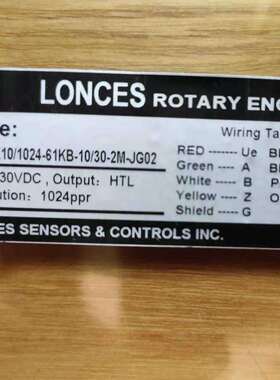 LONCES ROTARY ENC
e:
Wiring Ta
10/1024-61KB-10/30-2M-JG02
30VDC , Output: HTL
ution: 1024ppr
RED ------- Ue
Green ---- A
White ---- B
Yellow ---- Z
Shield ---- G
ES SENSORS & CONTROLS INC.